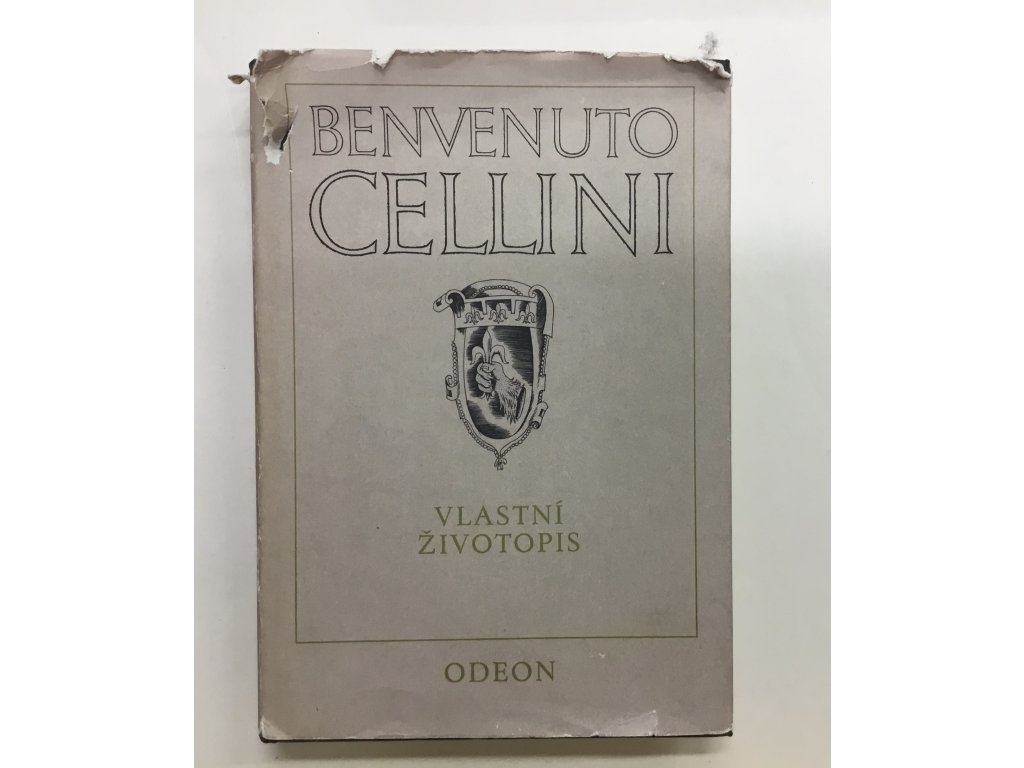 BENVENUTO
CELLINI
VLASTNÍ
ŽIVOTOPIS
ODEON